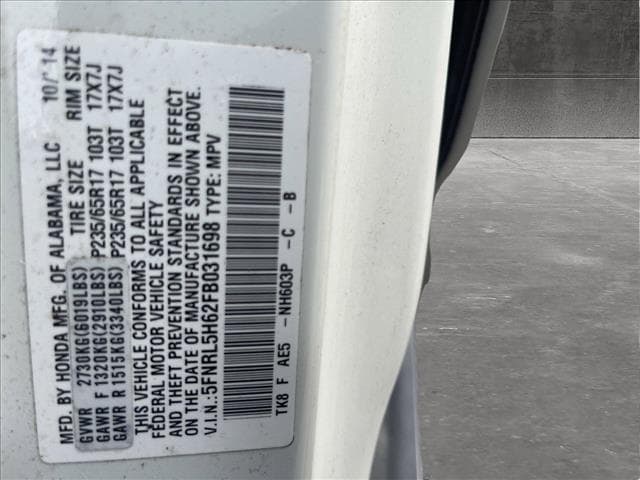 MFD. BY HONDA MFG. OF ALABAMA, LLC 10/14
TIRE SIZE RIM SIZE
GVWR 2730KG(6019LBS)
GAWR F 1320KG(2910LBS) P235/65R17 103T 17X7J
GAWR R 1515KG(3340LBS) P235/65R17 103T 17X7J
THIS VEHICLE CONFORMS TO ALL APPLICABLE
FEDERAL MOTOR VEHICLE SAFETY
AND THEFT PREVENTION STANDARDS IN EFFECT
ON THE DATE OF MANUFACTURE SHOWN ABOVE.
V.I.N.:5FNRL5H62FB031698 TYPE: MPV
TK8 F AE5 -NH603P -C -B